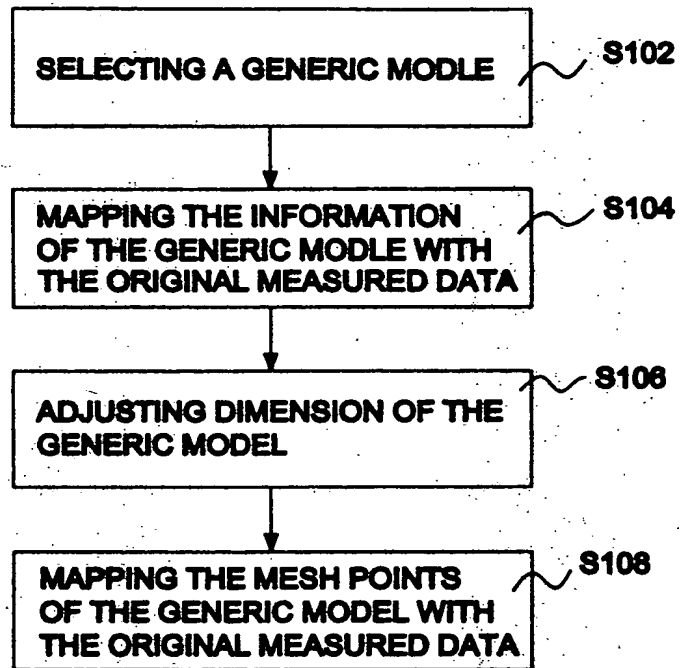 SELECTING A GENERIC MODLE
S102
MAPPING THE INFORMATION
OF THE GENERIC MODLE WITH
THE ORIGINAL MEASURED DATA
S104
ADJUSTING DIMENSION OF THE
GENERIC MODEL
S106
MAPPING THE MESH POINTS
OF THE GENERIC MODEL WITH
THE ORIGINAL MEASURED DATA
S108